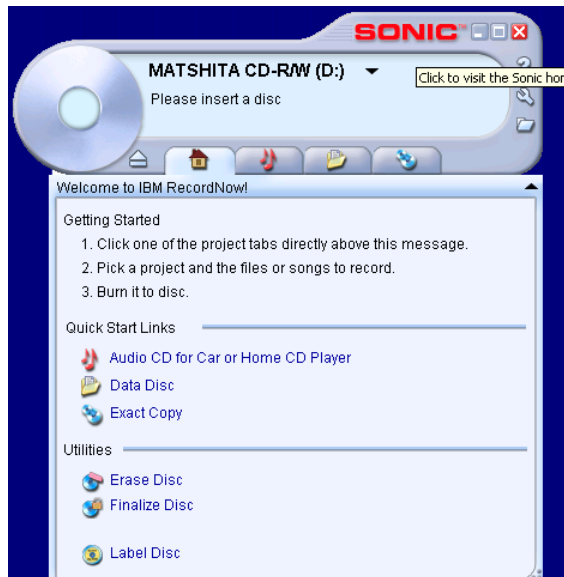 SONIC™
MATSHITA CD-R/W (D:)
Please insert a disc
Click to visit the Sonic
Welcome to IBM RecordNow!
Getting Started
1. Click one of the project tabs directly above this message.
2. Pick a project and the files or songs to record.
3. Burn it to disc.
Quick Start Links
Audio CD for Car or Home CD Player
Data Disc
Exact Copy
Utilities
Erase Disc
Finalize Disc
Label Disc